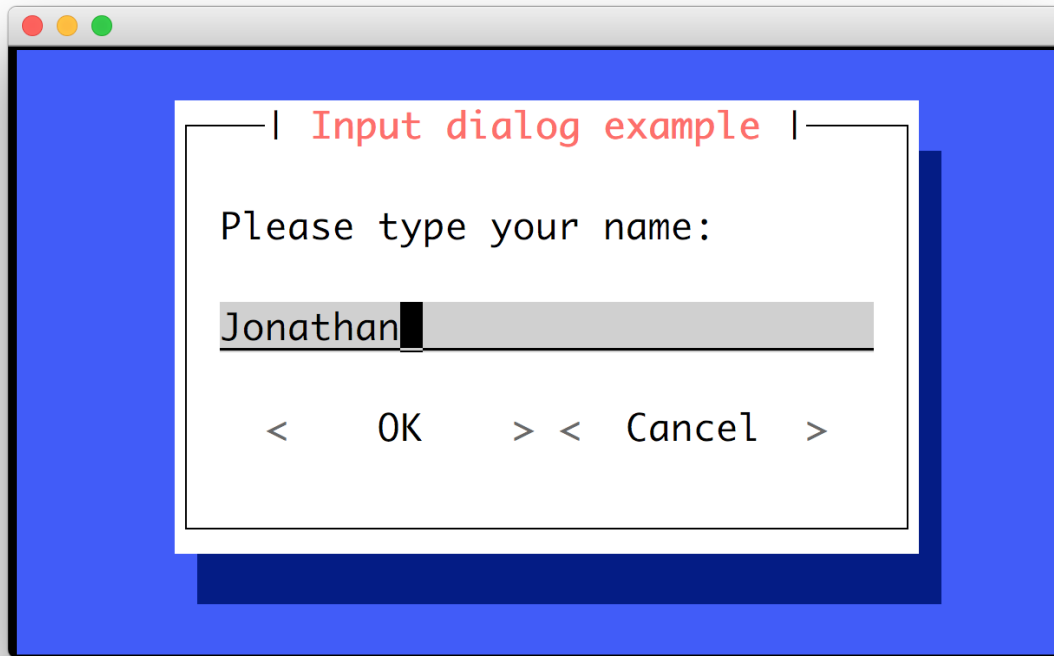 | Input dialog example |
Please type your name:
Jonathan
< OK > < Cancel >